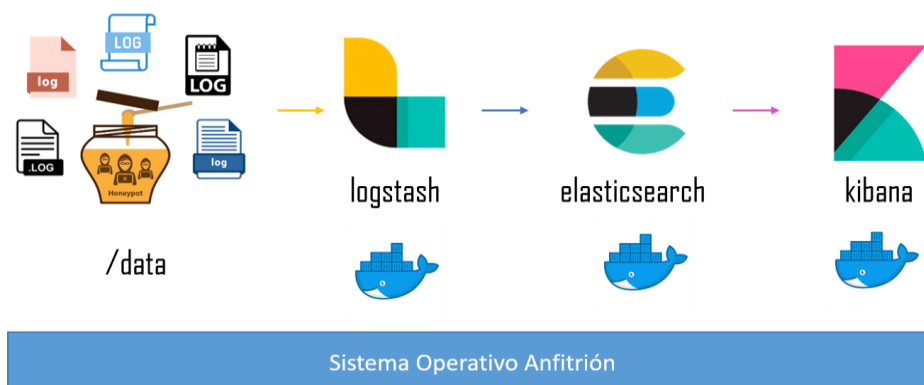 LOG
log
LOG
.LOG
log
Honeypot
logstash
elasticsearch
kibana
/data
Sistema Operativo Anfitrión